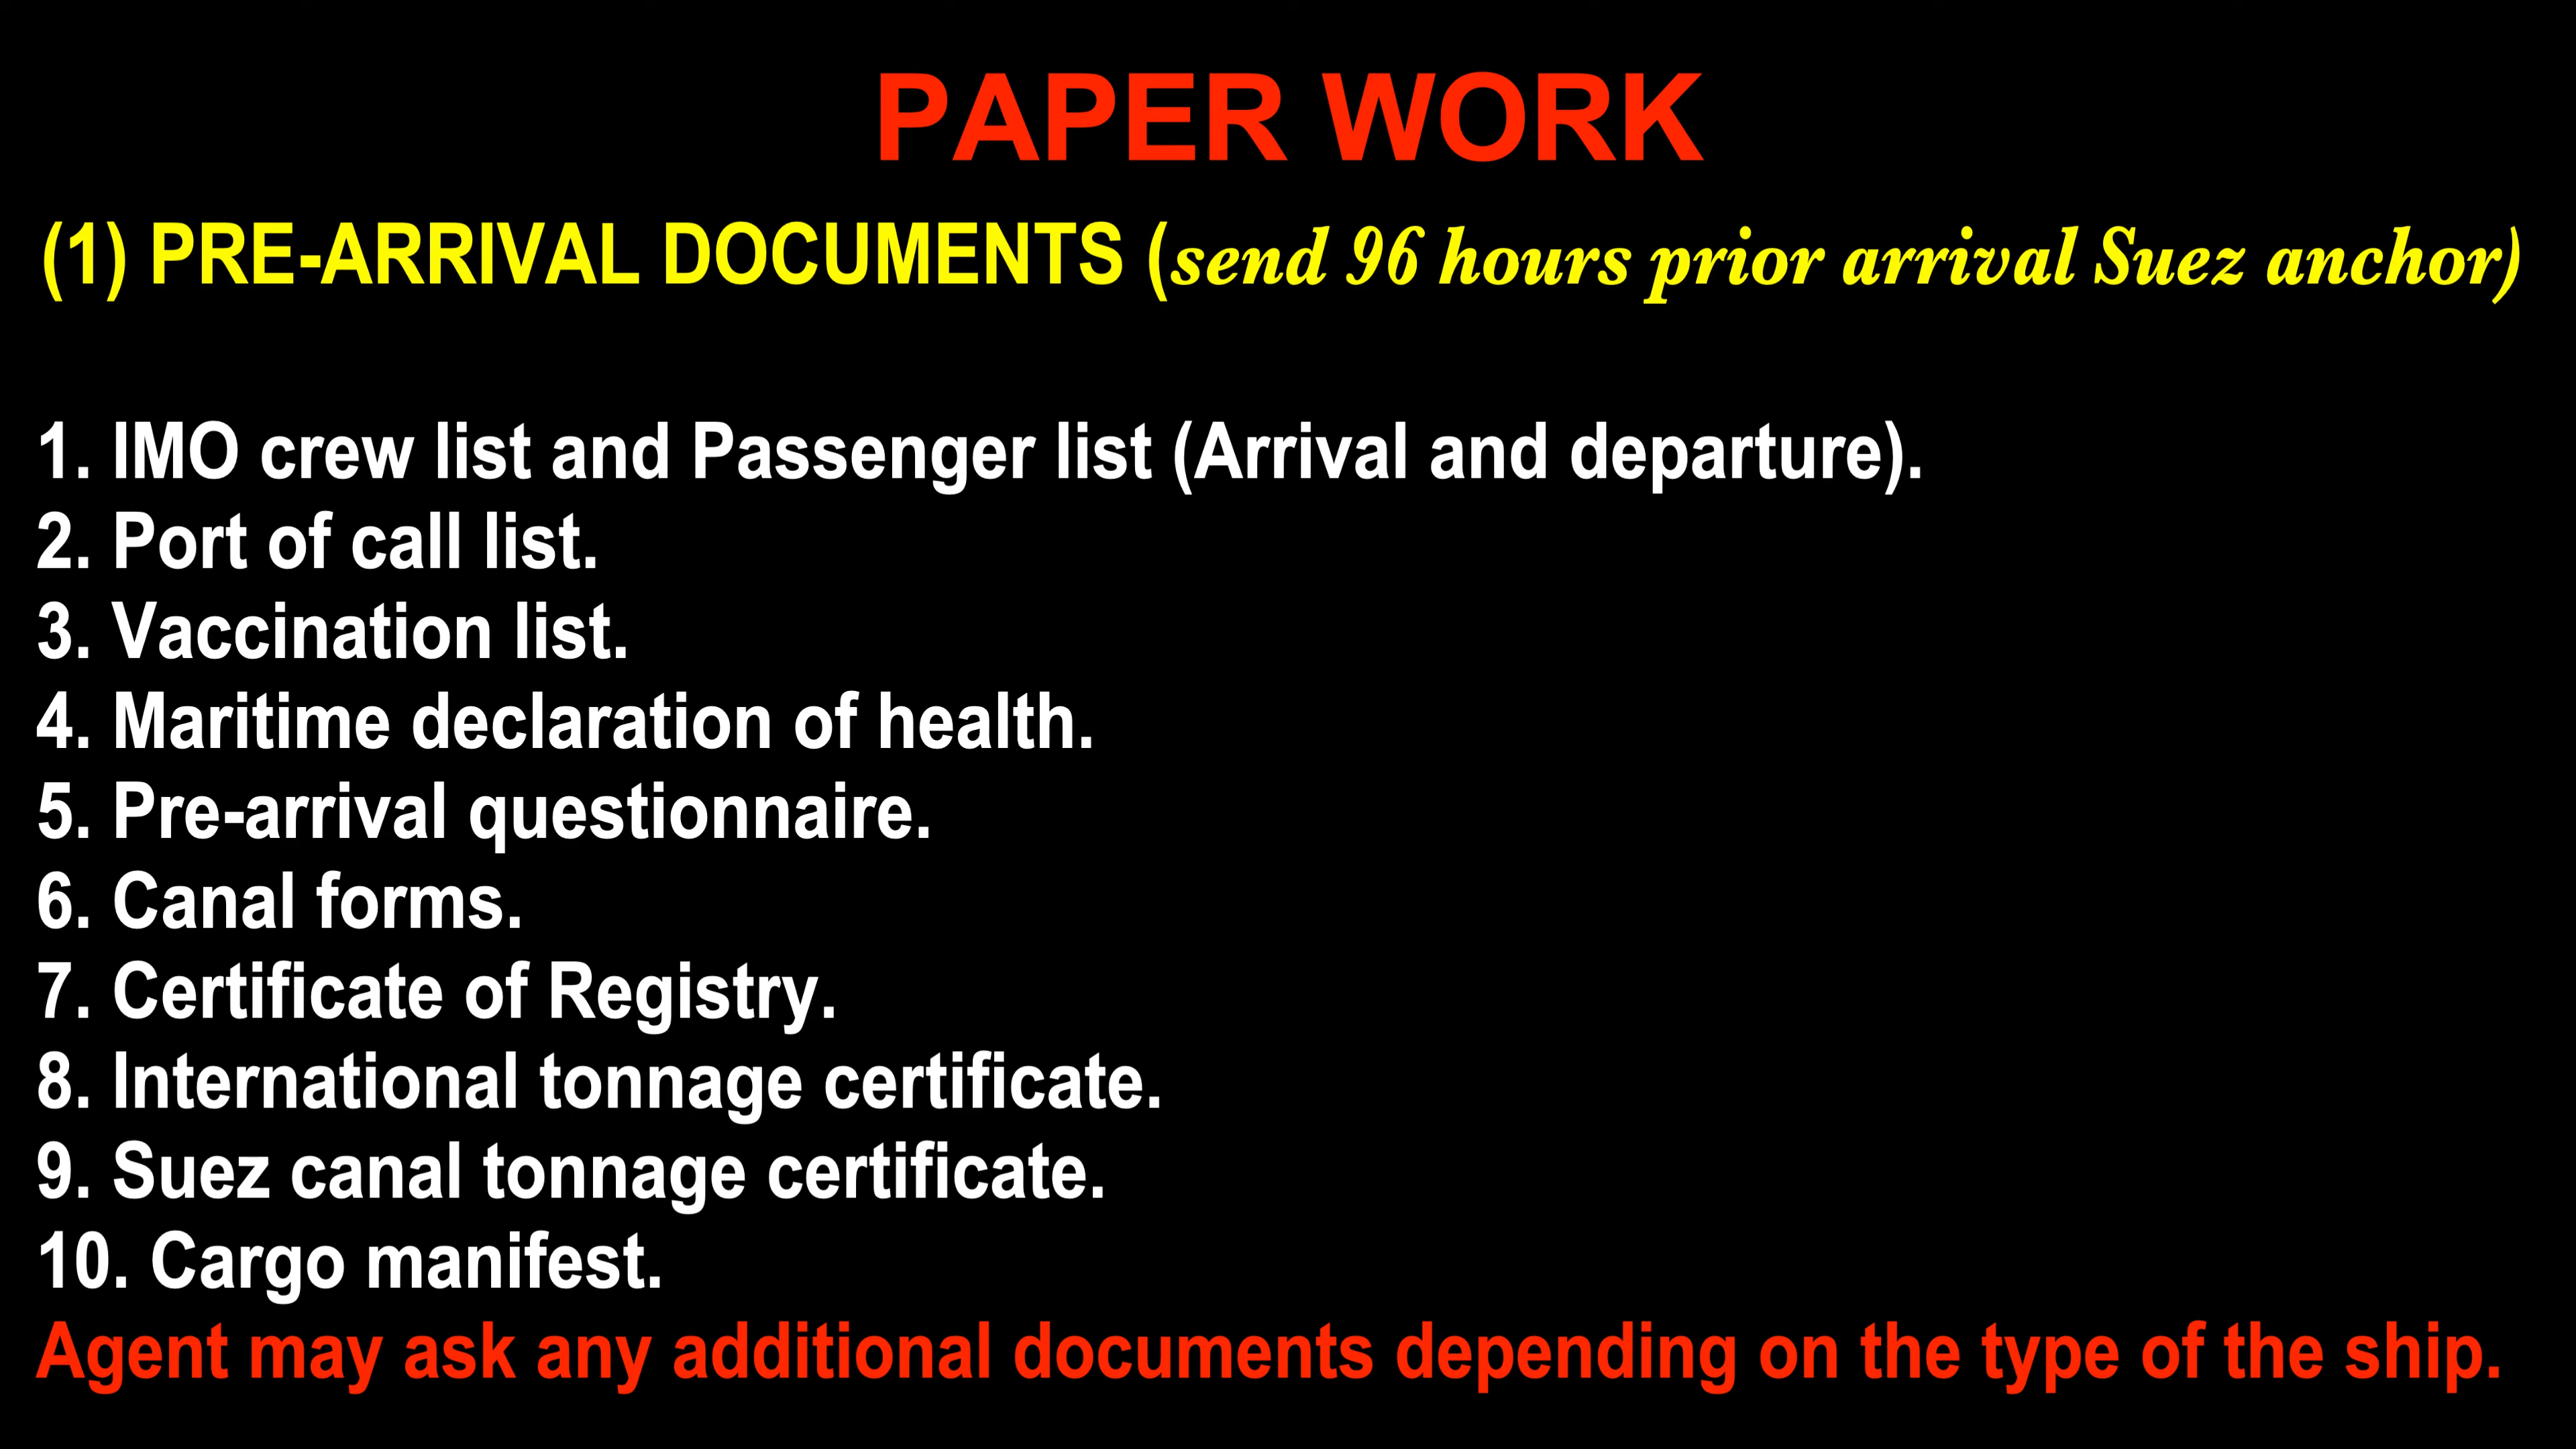 PAPER WORK
(1) PRE-ARRIVAL DOCUMENTS (send 96 hours prior arrival Suez anchor)
1. IMO crew list and Passenger list (Arrival and departure).
2. Port of call list.
3. Vaccination list.
4. Maritime declaration of health.
5. Pre-arrival questionnaire.
6. Canal forms.
7. Certificate of Registry.
8. International tonnage certificate.
9. Suez canal tonnage certificate.
10. Cargo manifest.
Agent may ask any additional documents depending on the type of the ship.